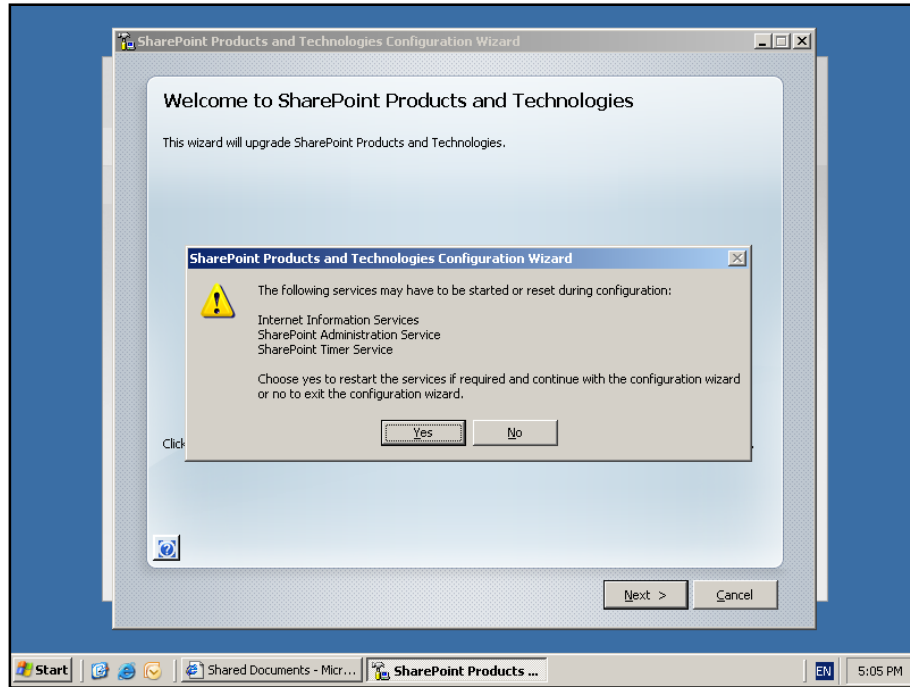 SharePoint Products and Technologies Configuration Wizard
Welcome to SharePoint Products and Technologies
This wizard will upgrade SharePoint Products and Technologies.
SharePoint Products and Technologies Configuration Wizard
The following services may have to be started or reset during configuration:
Internet Information Services
SharePoint Administration Service
SharePoint Timer Service
Choose yes to restart the services if required and continue with the configuration wizard
or no to exit the configuration wizard.
Yes No
Click
Next > Cancel
Start Shared Documents - Micr... SharePoint Products ... EN 5:05 PM